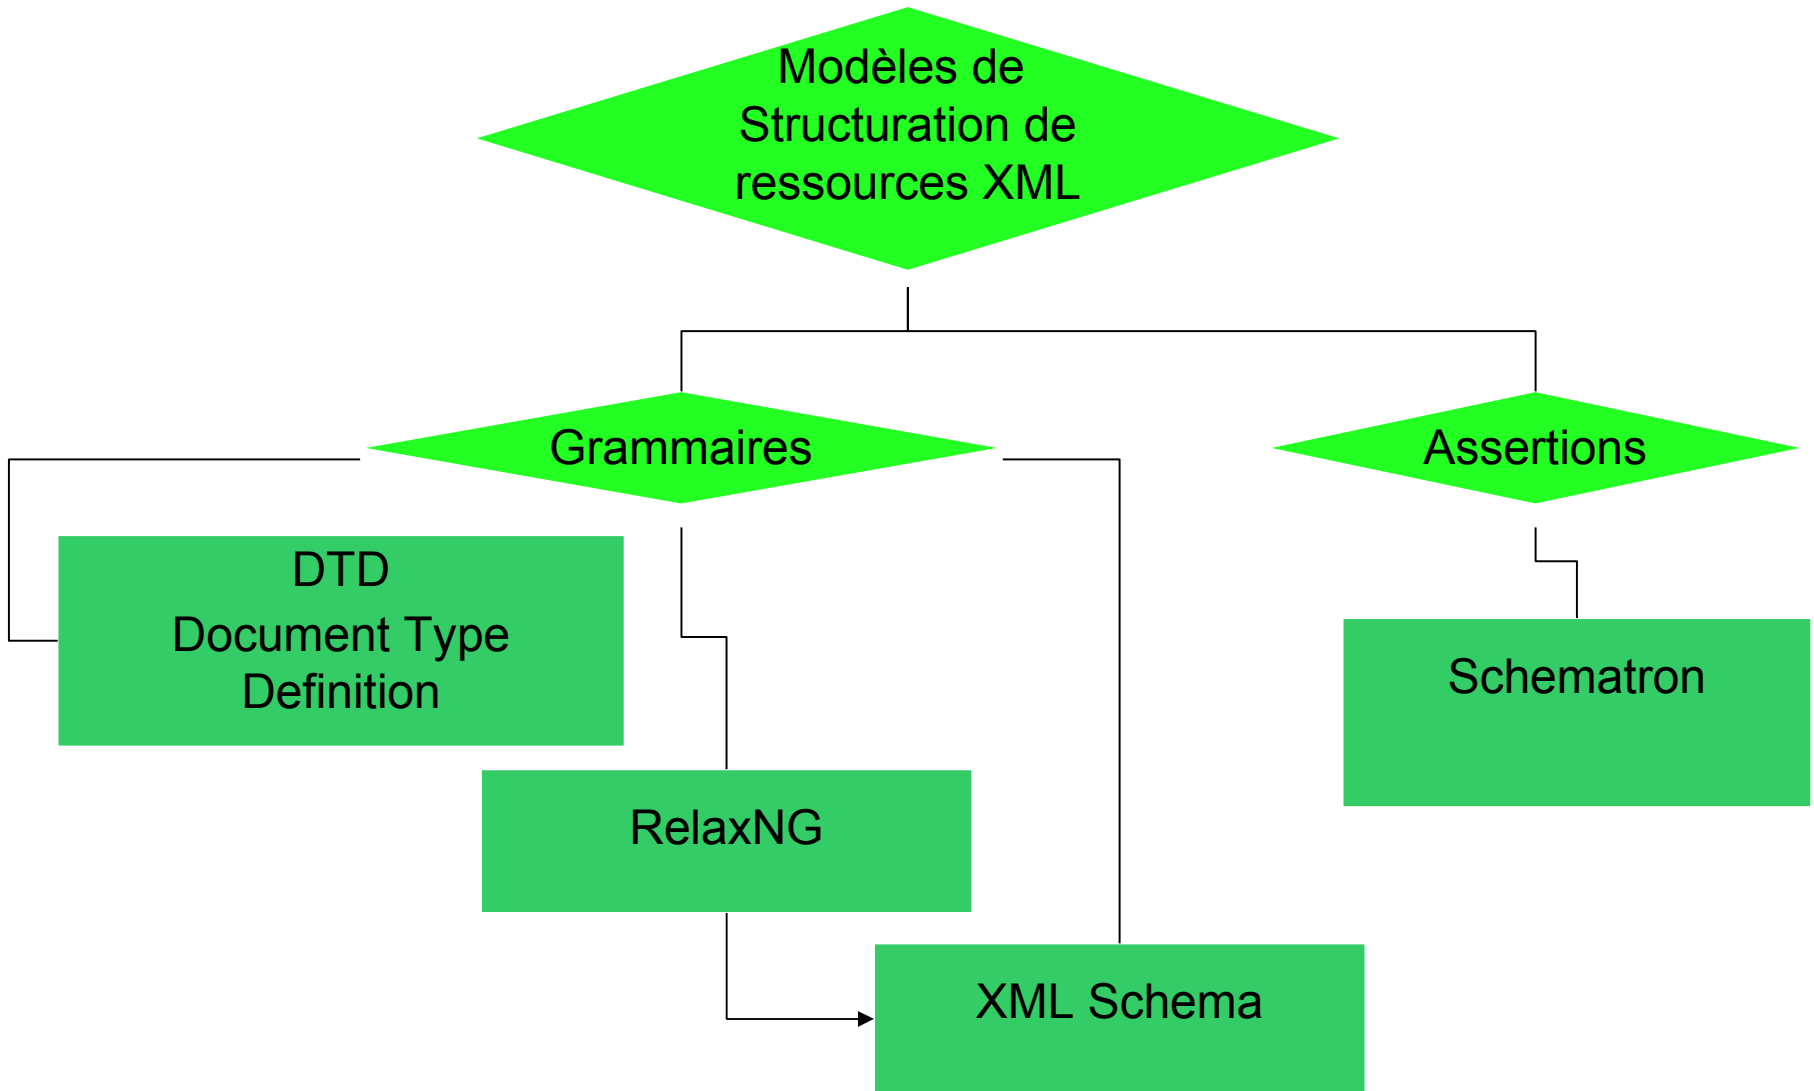 Modèles de
Structuration de
ressources XML
Grammaires
Assertions
DTD
Document Type
Definition
Schematron
RelaxNG
XML Schema